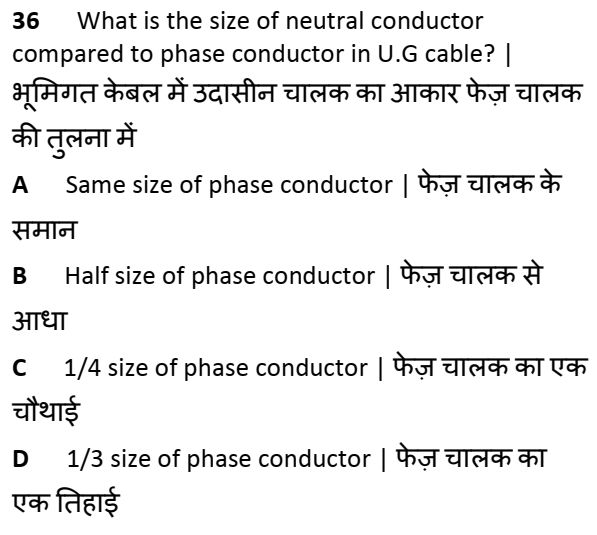 36 What is the size of neutral conductor
compared to phase conductor in U.G cable? |
भूमिगत केबल में उदासीन चालक का आकार फेज़ चालक
की तुलना में
A Same size of phase conductor | फेज़ चालक के
समान
B Half size of phase conductor | फेज़ चालक से
आधा
C 1/4 size of phase conductor | फेज़ चालक का एक
चौथाई
D 1/3 size of phase conductor | फेज़ चालक का
एक तिहाई